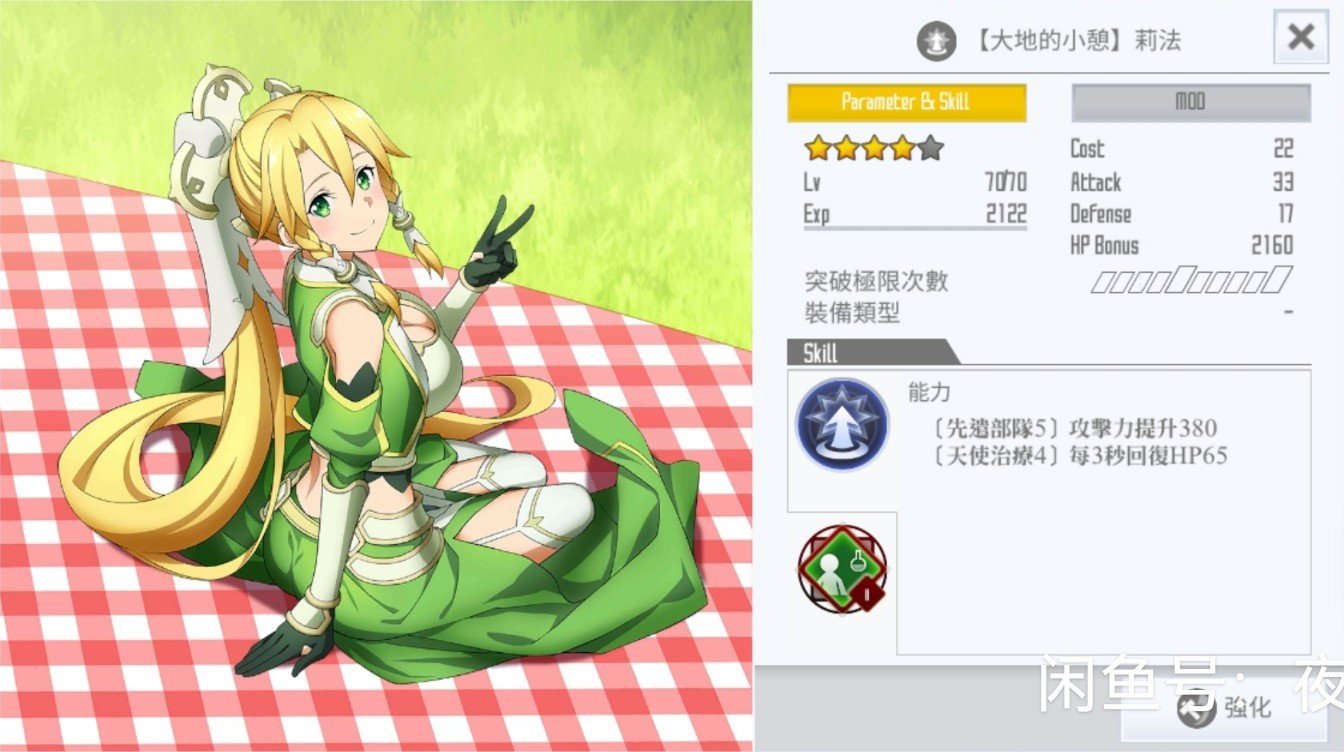 【大地的小憩】莉法
Parameter & Skill
MOD
Lv 70/70
Exp 2122
Cost 22
Attack 33
Defense 17
HP Bonus 2160
突破極限次數
裝備類型 -
Skill
能力
〔先遣部隊5〕攻擊力提升380
〔天使治療4〕每3秒回復HP65
I
強化
闲鱼号：夜